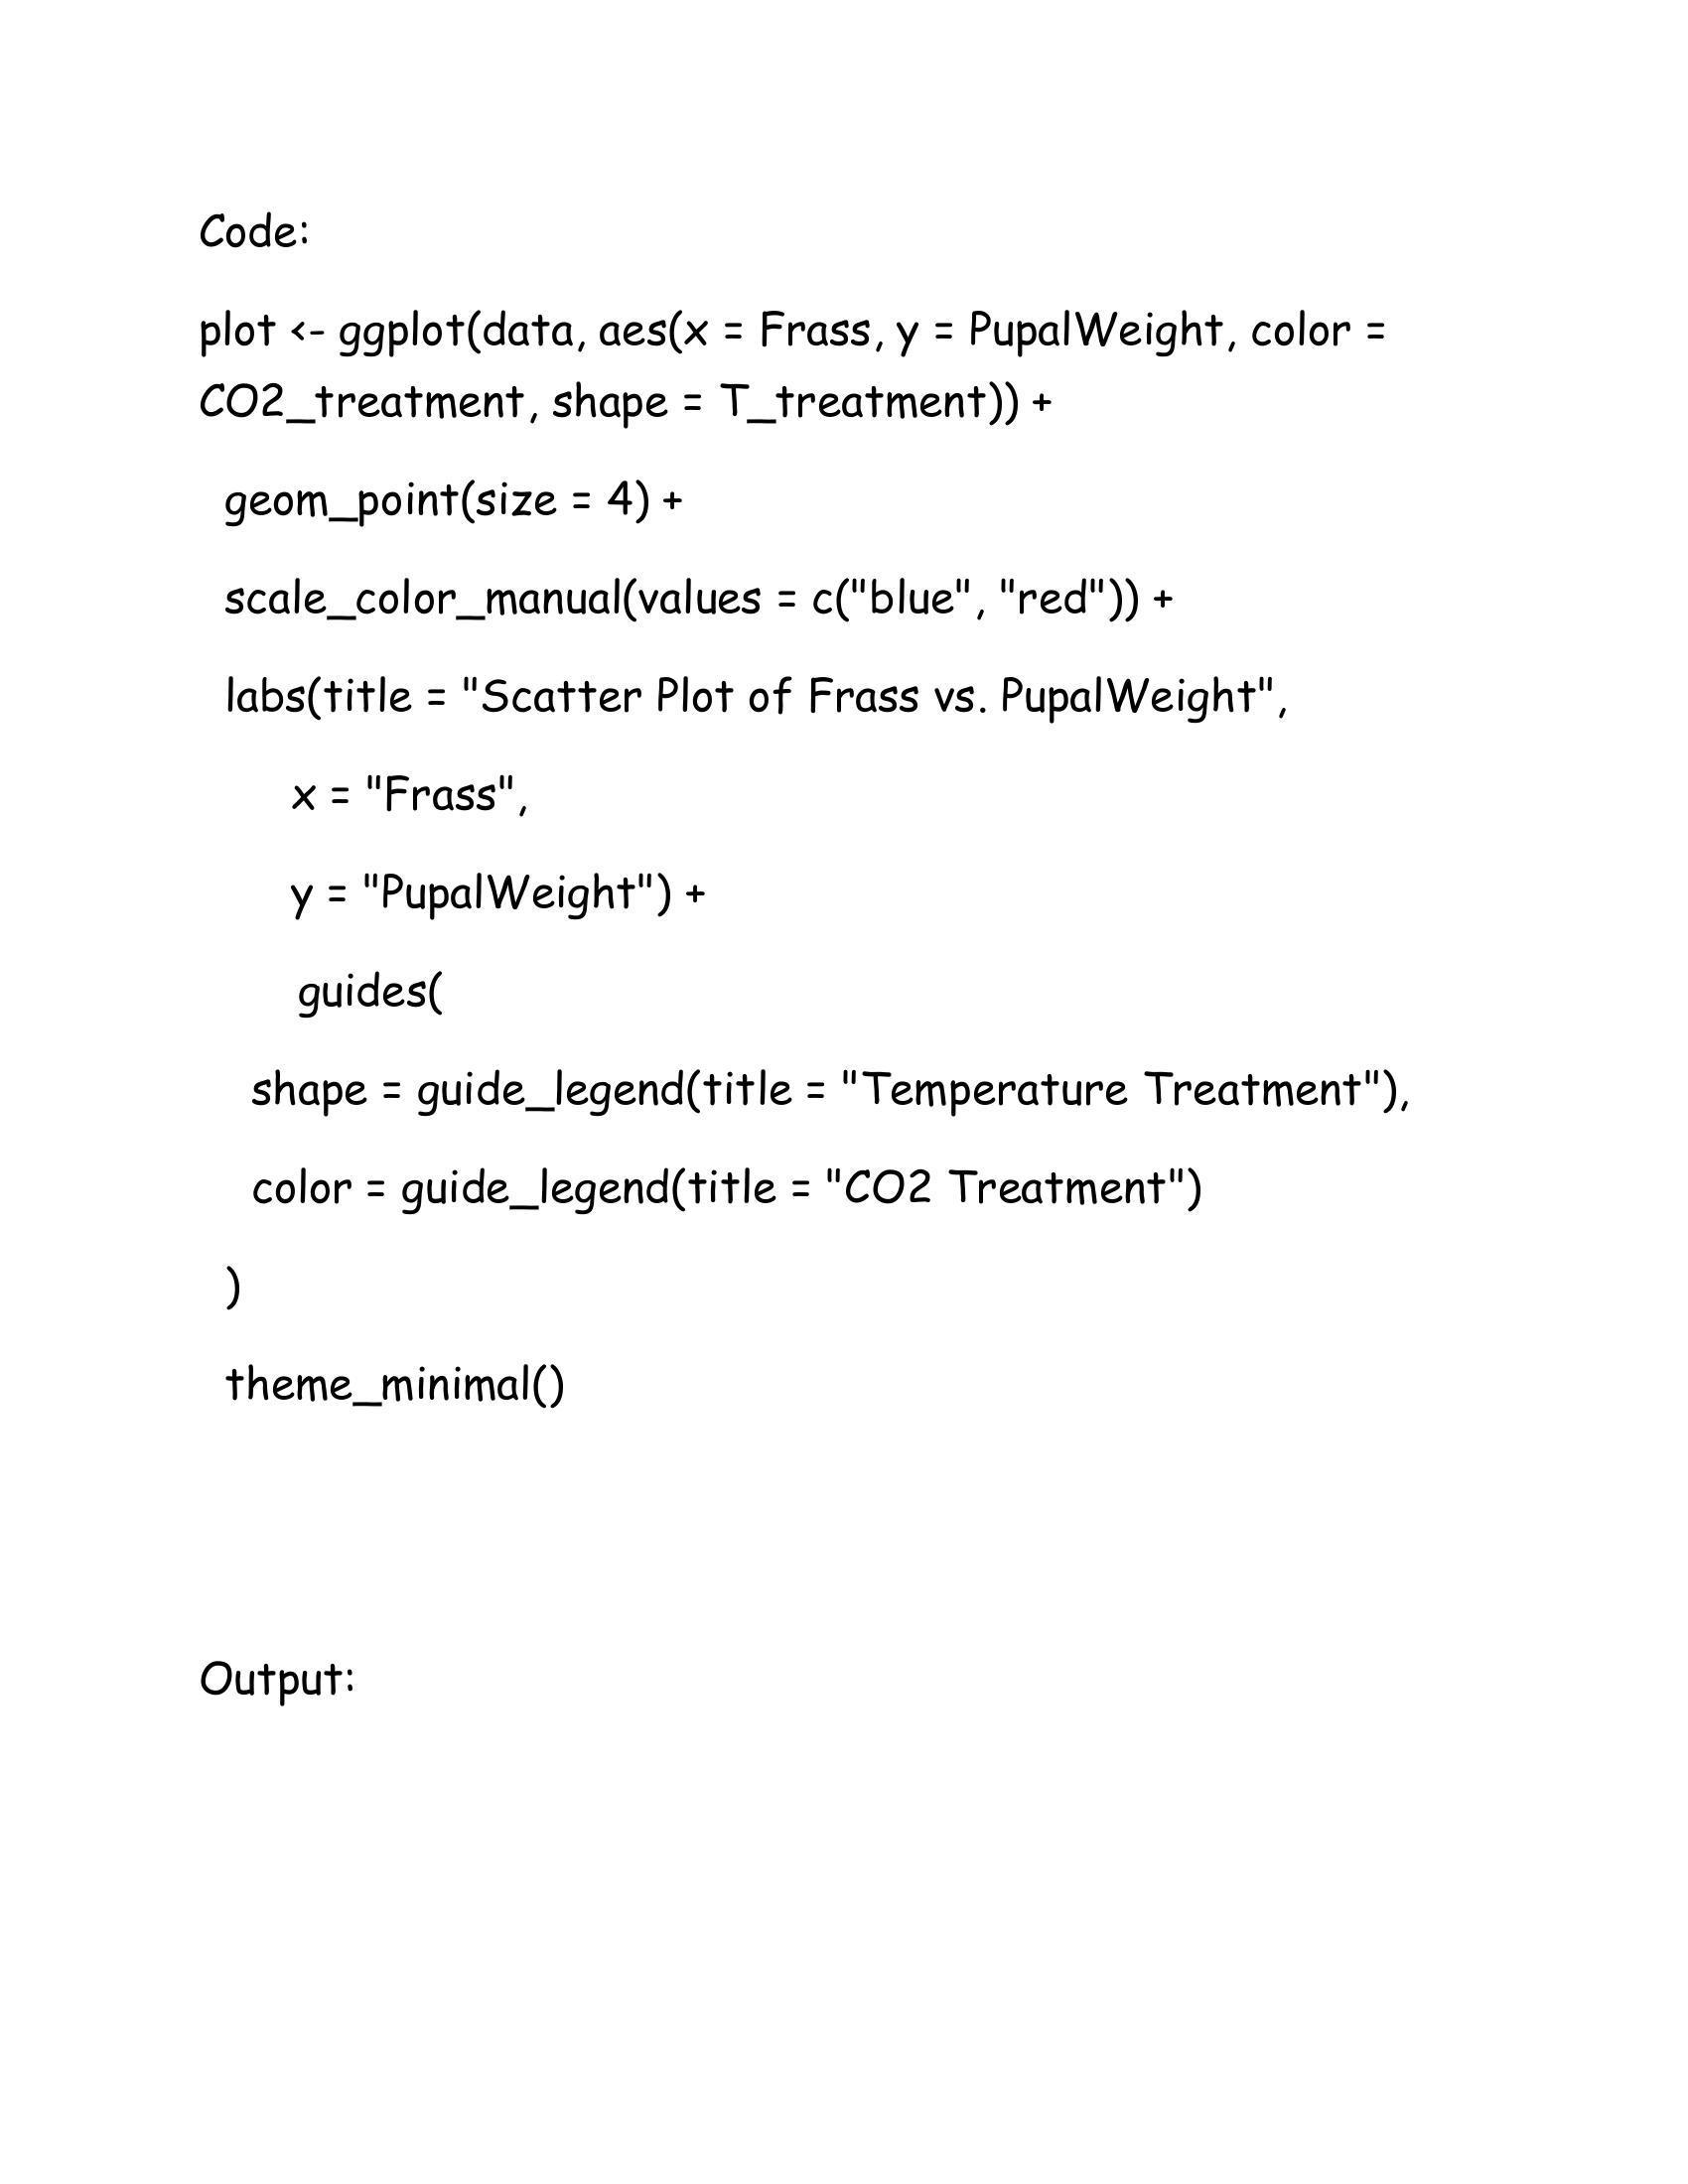 Code:
plot <- ggplot(data, aes(x = Frass, y = PupalWeight, color =
CO2_treatment, shape = T_treatment)) +
geom_point(size = 4) +
scale_color_manual(values = c("blue", "red")) +
labs(title = "Scatter Plot of Frass vs. PupalWeight",
x = "Frass",
y = "PupalWeight") +
guides(
shape = guide_legend(title = "Temperature Treatment"),
color = guide_legend(title = "CO2 Treatment")
)
theme_minimal()
Output: